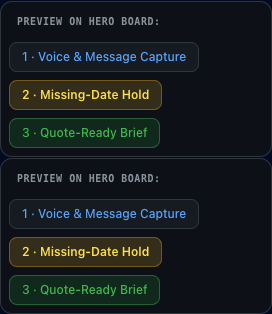 PREVIEW ON HERO BOARD:
1 · Voice & Message Capture
2 · Missing-Date Hold
3 · Quote-Ready Brief
PREVIEW ON HERO BOARD:
1 · Voice & Message Capture
2 · Missing-Date Hold
3 · Quote-Ready Brief